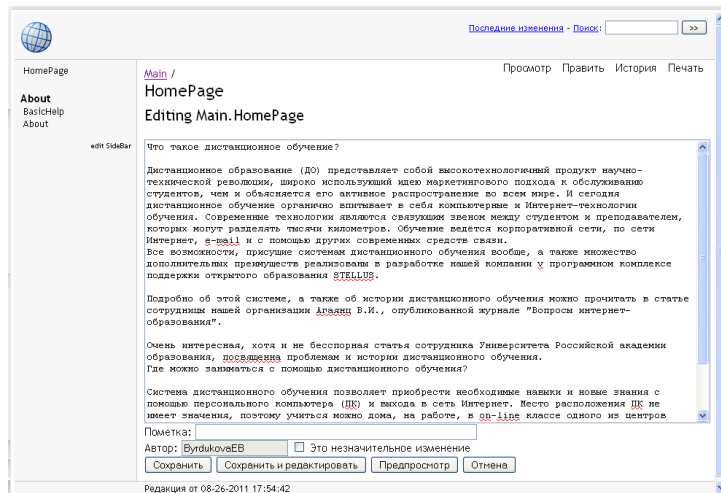 Последние изменения - Поиск: >>
HomePage
About
BasicHelp
About
edit SideBar
Просмотр Править История Печать
Main /
HomePage
Editing Main.HomePage
Что такое дистанционное обучение?
Дистанционное образование (ДО) представляет собой высокотехнологичный продукт научно-
технической революции, широко использующий идею маркетингового подхода к обслуживанию
студентов, чем и объясняется его активное распространение во всем мире. И сегодня
дистанционное обучение органично впитывает в себя компьютерные и Интернет-технологии
обучения. Современные технологии являются связующим звеном между студентом и преподавателем,
которых могут разделять тысячи километров. Обучение ведётся корпоративной сети, по сети
Интернет, e-mail и с помощью других современных средств связи.
Все возможности, присущие системам дистанционного обучения вообще, а также множество
дополнительных преимуществ реализованы в разработке нашей компании у программном комплексе
поддержки открытого образования STELLUS.
Подробно об этой системе, а также об истории дистанционного обучения можно прочитать в статье
сотрудницы нашей организации Агаянц В.И., опубликованной журнале "Вопросы интернет-
образования".
Очень интересная, хотя и не бесспорная статья сотрудника Университета Российской академии
образования, посвященна проблемам и истории дистанционного обучения.
Где можно заниматься с помощью дистанционного обучения?
Система дистанционного обучения позволяет приобрести необходимые навыки и новые знания с
помощью персонального компьютера (ПК) и выхода в сеть Интернет. Место расположения ПК не
имеет значения, поэтому учиться можно дома, на работе, в on-line классе одного из центров
Пометка:
Автор: ByrdukovaEB Это незначительное изменение
Сохранить Сохранить и редактировать Предпросмотр Отмена
Редакция от 08-26-2011 17:54:42